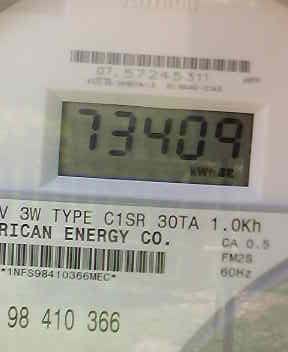 07.57245311
73409
kWh
V 3W TYPE C1SR 30TA 1.0Kh
RICAN ENERGY CO.
CA 0.5
FM2S
60Hz
*1NFS98410366MEC*
98 410 366